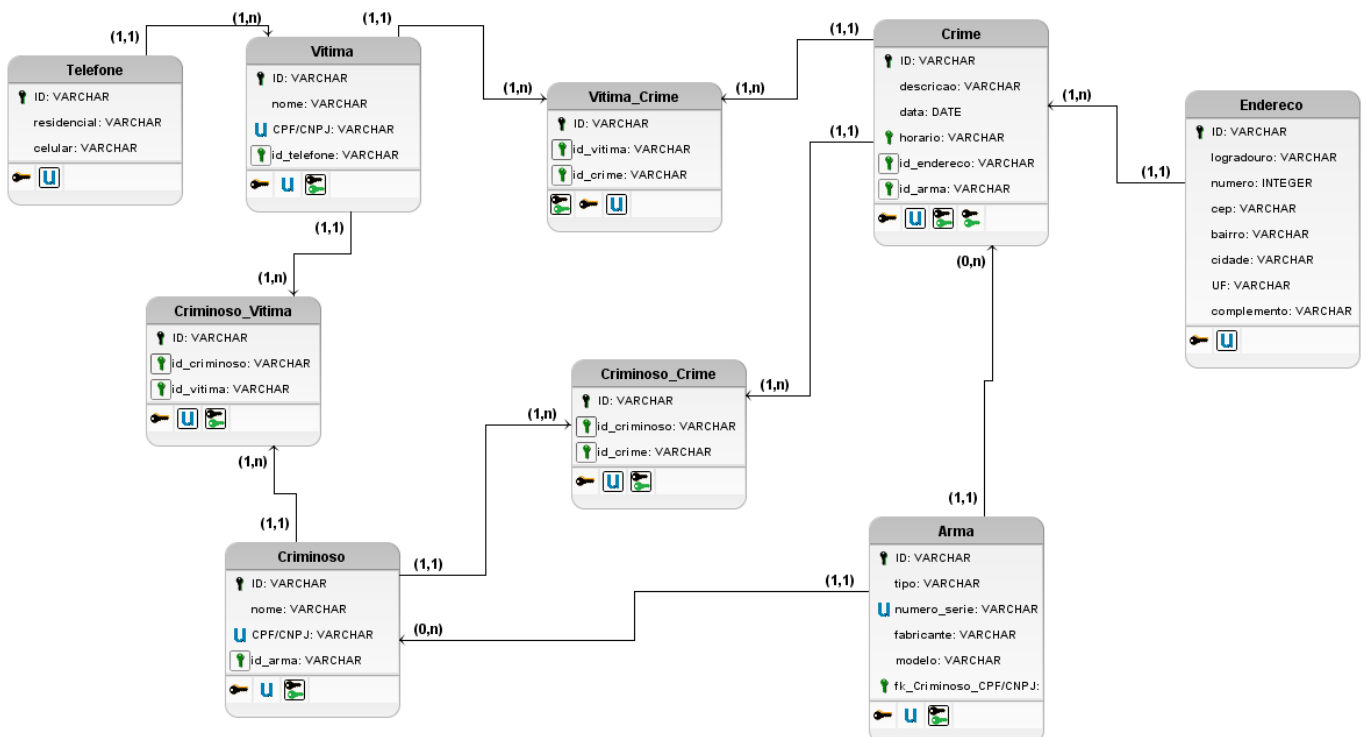 (1,1)
(1,n)
Telefone
ID: VARCHAR
residencial: VARCHAR
celular: VARCHAR
U
Vitima
ID: VARCHAR
nome: VARCHAR
U CPF/CNPJ: VARCHAR
id_telefone: VARCHAR
U
(1,1)
(1,n)
(1,1)
(1,n)
Vitima_Crime
ID: VARCHAR
id_vitima: VARCHAR
id_crime: VARCHAR
U
(1,1)
(1,n)
Crime
ID: VARCHAR
descricao: VARCHAR
data: DATE
horario: VARCHAR
id_endereco: VARCHAR
id_arma: VARCHAR
U
(1,1)
(1,n)
(1,n)
(1,1)
Endereco
ID: VARCHAR
logradouro: VARCHAR
numero: INTEGER
cep: VARCHAR
bairro: VARCHAR
cidade: VARCHAR
UF: VARCHAR
complemento: VARCHAR
U
Criminoso_Vitima
ID: VARCHAR
id_criminoso: VARCHAR
id_vitima: VARCHAR
U
(1,n)
(1,1)
Criminoso_Crime
ID: VARCHAR
id_criminoso: VARCHAR
id_crime: VARCHAR
U
(1,n)
(1,1)
Criminoso
ID: VARCHAR
nome: VARCHAR
U CPF/CNPJ: VARCHAR
id_arma: VARCHAR
U
(0,n)
(1,1)
(0,n)
(1,1)
Arma
ID: VARCHAR
tipo: VARCHAR
U numero_serie: VARCHAR
fabricante: VARCHAR
modelo: VARCHAR
fk_Criminoso_CPF/CNPJ:
U